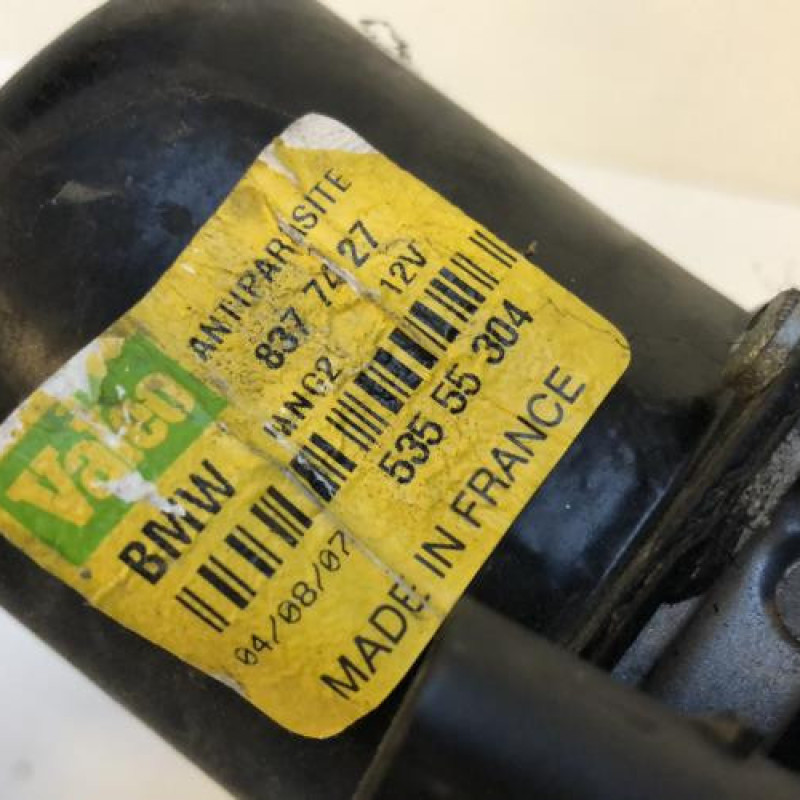 Valeo
ANTIPARASITE
837 74 27
BMW
12V
535 55 304
04/08/07
MADE IN FRANCE